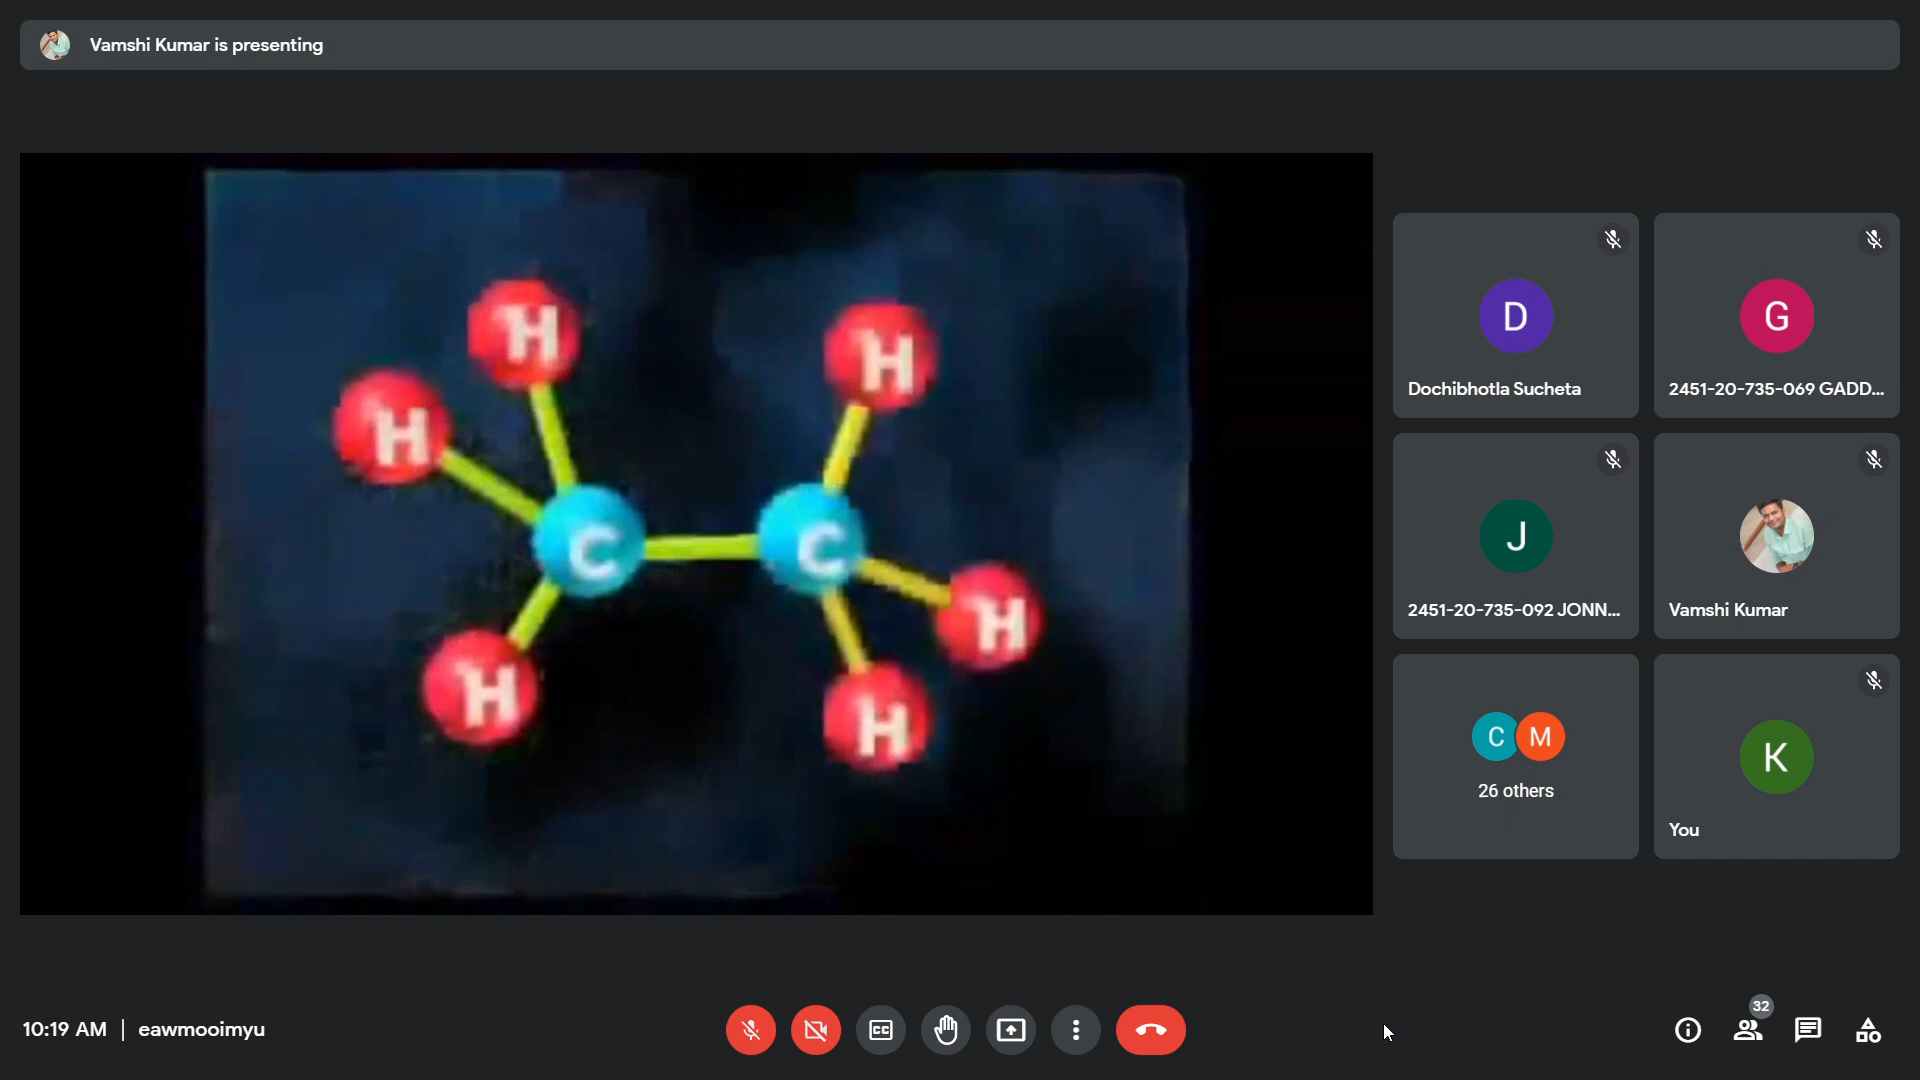 Vamshi Kumar is presenting
H
H
H
H
C
C
H
H
H
D
Dochibhotla Sucheta
G
2451-20-735-069 GADD...
J
2451-20-735-092 JONN...
Vamshi Kumar
C M
26 others
K
You
10:19 AM | eawmooimyu
CC
32